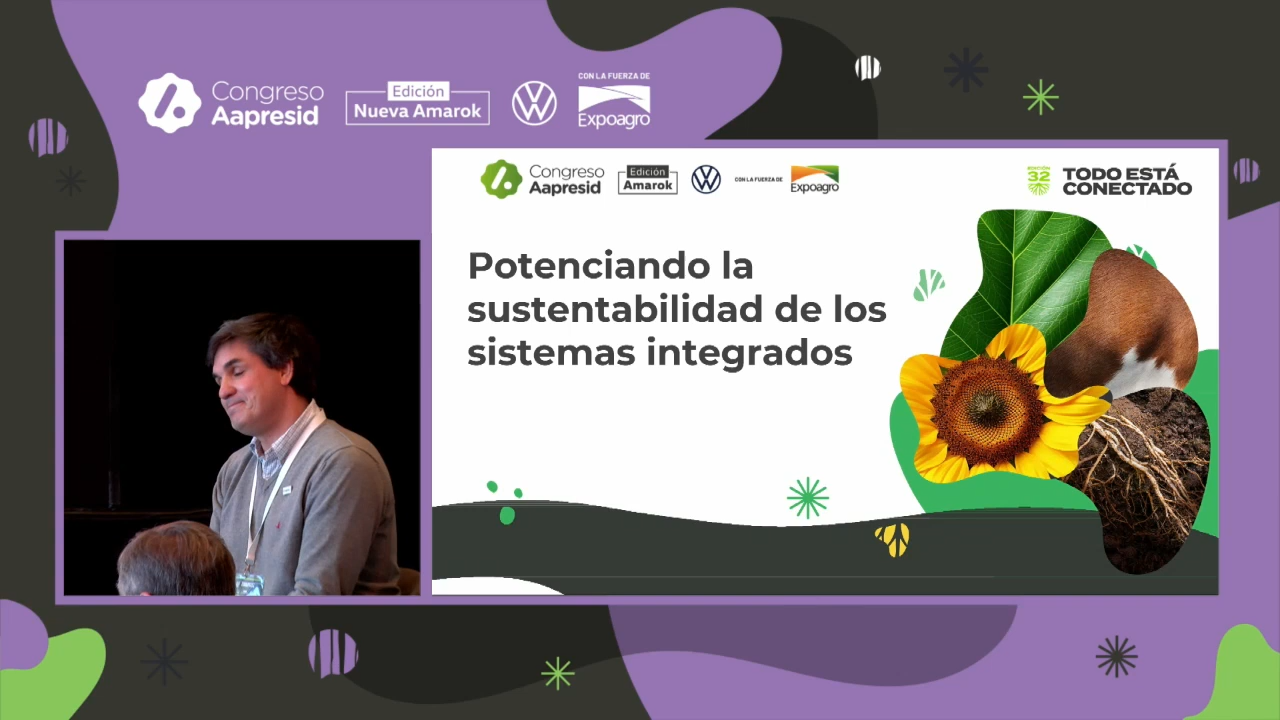 Congreso
Aapresid
Edición
Nueva Amarok
CON LA FUERZA DE
Expoagro
Congreso
Aapresid
Edición
Amarok
CON LA FUERZA DE
Expoagro
EDICIÓN
32
TODO ESTÁ
CONECTADO
Potenciando la
sustentabilidad de los
sistemas integrados